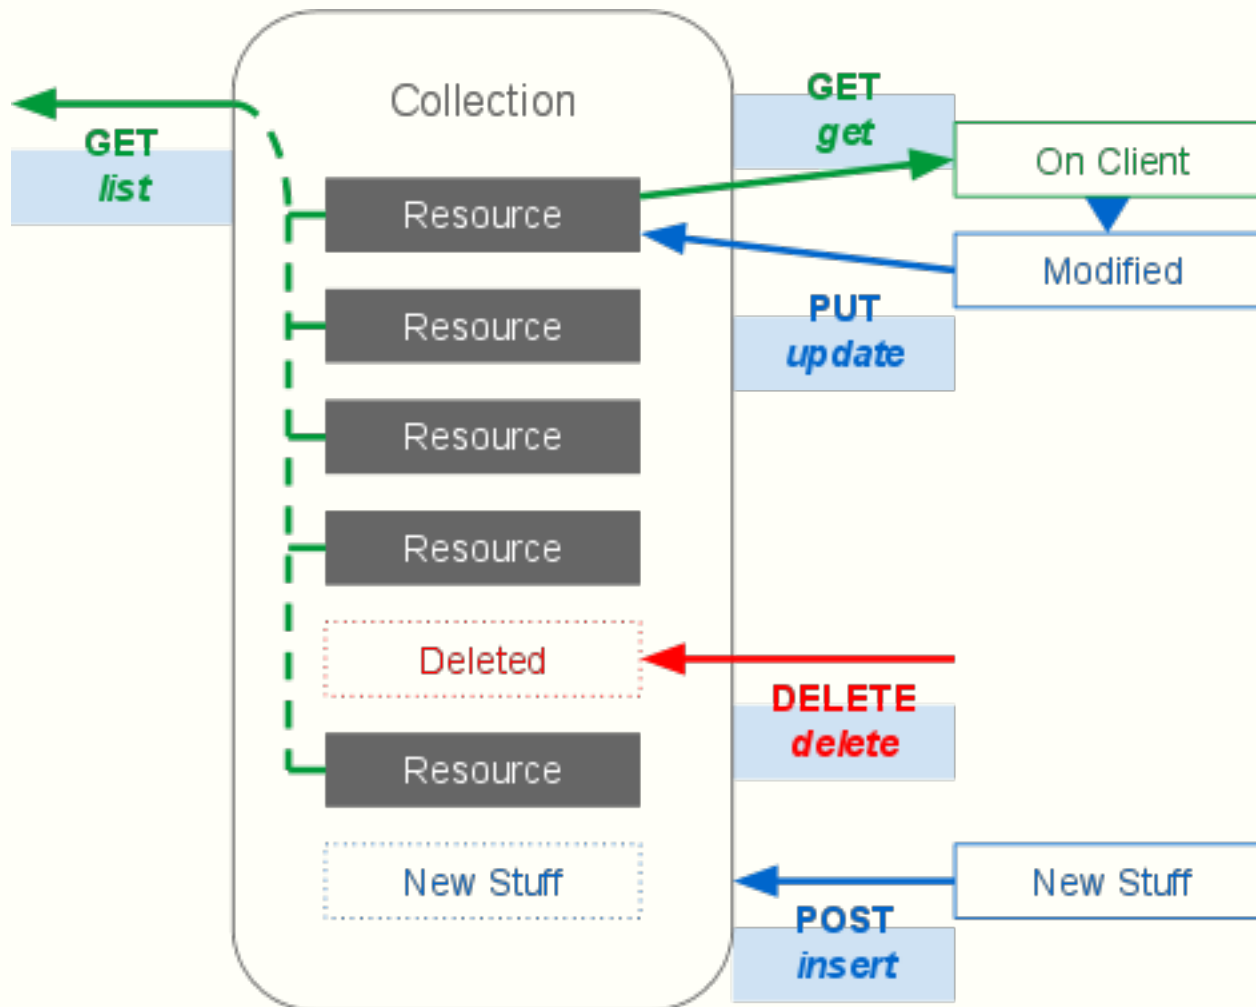 Collection
GET
list
GET
get
On Client
Resource
Modified
PUT
update
Resource
Resource
Resource
Deleted
DELETE
delete
Resource
New Stuff
New Stuff
POST
insert